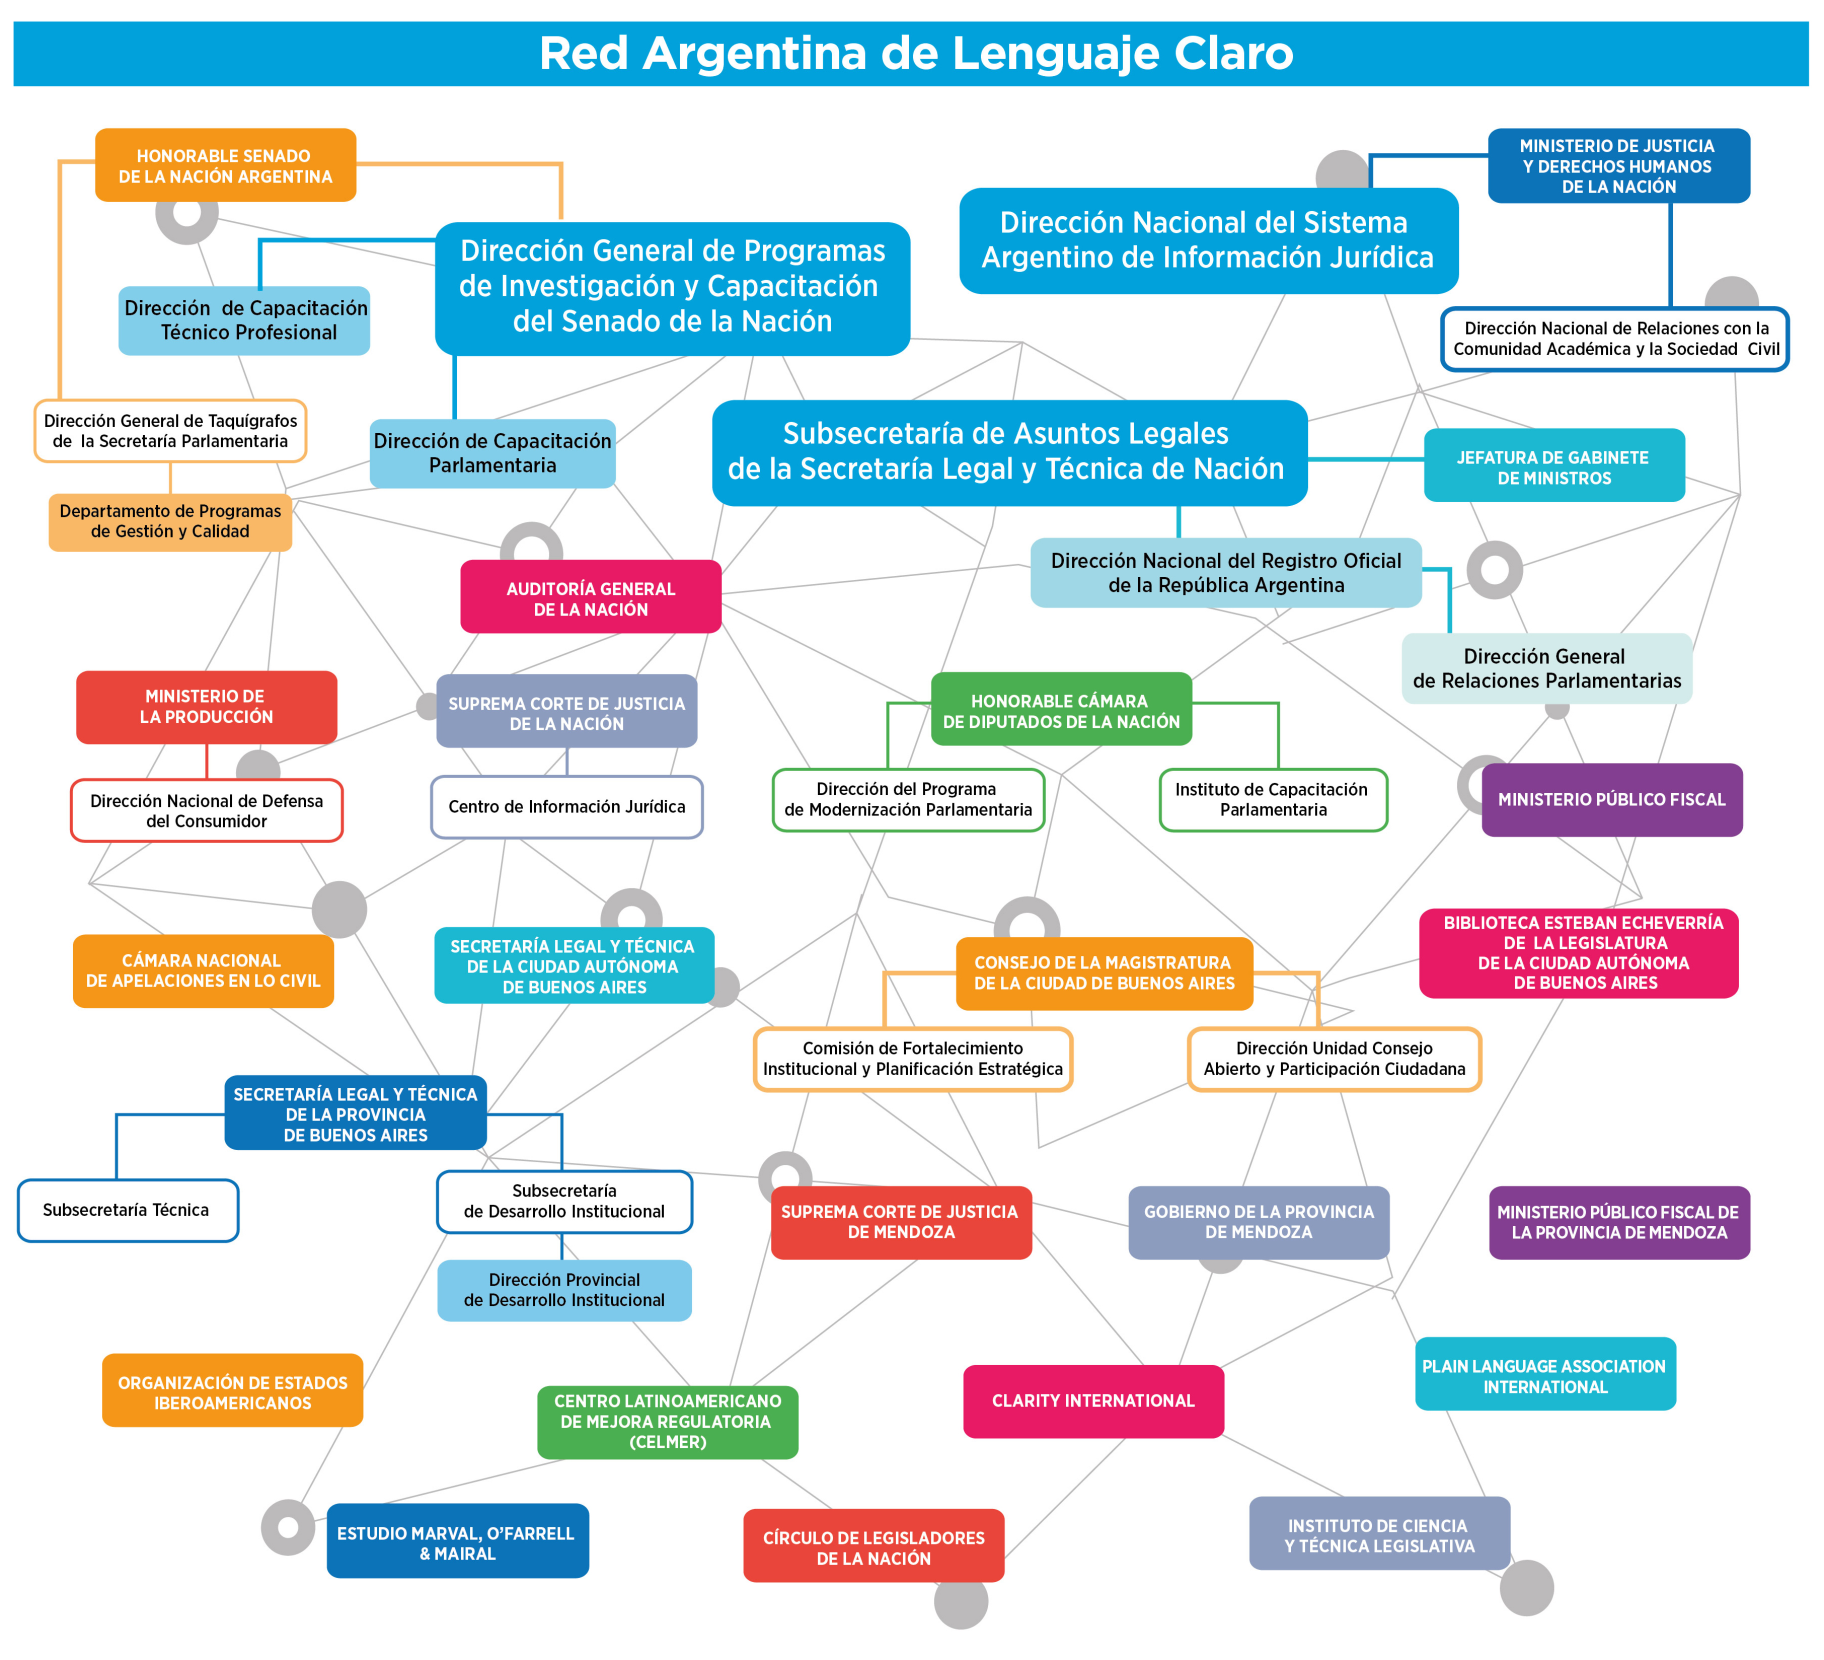 Red Argentina de Lenguaje Claro
HONORABLE SENADO
DE LA NACIÓN ARGENTINA
MINISTERIO DE JUSTICIA
Y DERECHOS HUMANOS
DE LA NACIÓN
Dirección General de Programas
de Investigación y Capacitación
del Senado de la Nación
Dirección Nacional del Sistema
Argentino de Información Jurídica
Dirección de Capacitación
Técnico Profesional
Dirección Nacional de Relaciones con la
Comunidad Académica y la Sociedad Civil
Dirección General de Taquígrafos
de la Secretaría Parlamentaria
Dirección de Capacitación
Parlamentaria
Subsecretaría de Asuntos Legales
de la Secretaría Legal y Técnica de Nación
JEFATURA DE GABINETE
DE MINISTROS
Departamento de Programas
de Gestión y Calidad
AUDITORÍA GENERAL
DE LA NACIÓN
Dirección Nacional del Registro Oficial
de la República Argentina
Dirección General
de Relaciones Parlamentarias
MINISTERIO DE
LA PRODUCCIÓN
SUPREMA CORTE DE JUSTICIA
DE LA NACIÓN
HONORABLE CÁMARA
DE DIPUTADOS DE LA NACIÓN
Dirección Nacional de Defensa
del Consumidor
Centro de Información Jurídica
Dirección del Programa
de Modernización Parlamentaria
Instituto de Capacitación
Parlamentaria
MINISTERIO PÚBLICO FISCAL
CÁMARA NACIONAL
DE APELACIONES EN LO CIVIL
SECRETARÍA LEGAL Y TÉCNICA
DE LA CIUDAD AUTÓNOMA
DE BUENOS AIRES
CONSEJO DE LA MAGISTRATURA
DE LA CIUDAD DE BUENOS AIRES
BIBLIOTECA ESTEBAN ECHEVERRÍA
DE LA LEGISLATURA
DE LA CIUDAD AUTÓNOMA
DE BUENOS AIRES
Comisión de Fortalecimiento
Institucional y Planificación Estratégica
Dirección Unidad Consejo
Abierto y Participación Ciudadana
SECRETARÍA LEGAL Y TÉCNICA
DE LA PROVINCIA
DE BUENOS AIRES
Subsecretaría Técnica
Subsecretaría
de Desarrollo Institucional
SUPREMA CORTE DE JUSTICIA
DE MENDOZA
GOBIERNO DE LA PROVINCIA
DE MENDOZA
MINISTERIO PÚBLICO FISCAL DE
LA PROVINCIA DE MENDOZA
Dirección Provincial
de Desarrollo Institucional
ORGANIZACIÓN DE ESTADOS
IBEROAMERICANOS
CENTRO LATINOAMERICANO
DE MEJORA REGULATORIA
(CELMER)
CLARITY INTERNATIONAL
PLAIN LANGUAGE ASSOCIATION
INTERNATIONAL
ESTUDIO MARVAL, O’FARRELL
& MAIRAL
CÍRCULO DE LEGISLADORES
DE LA NACIÓN
INSTITUTO DE CIENCIA
Y TÉCNICA LEGISLATIVA